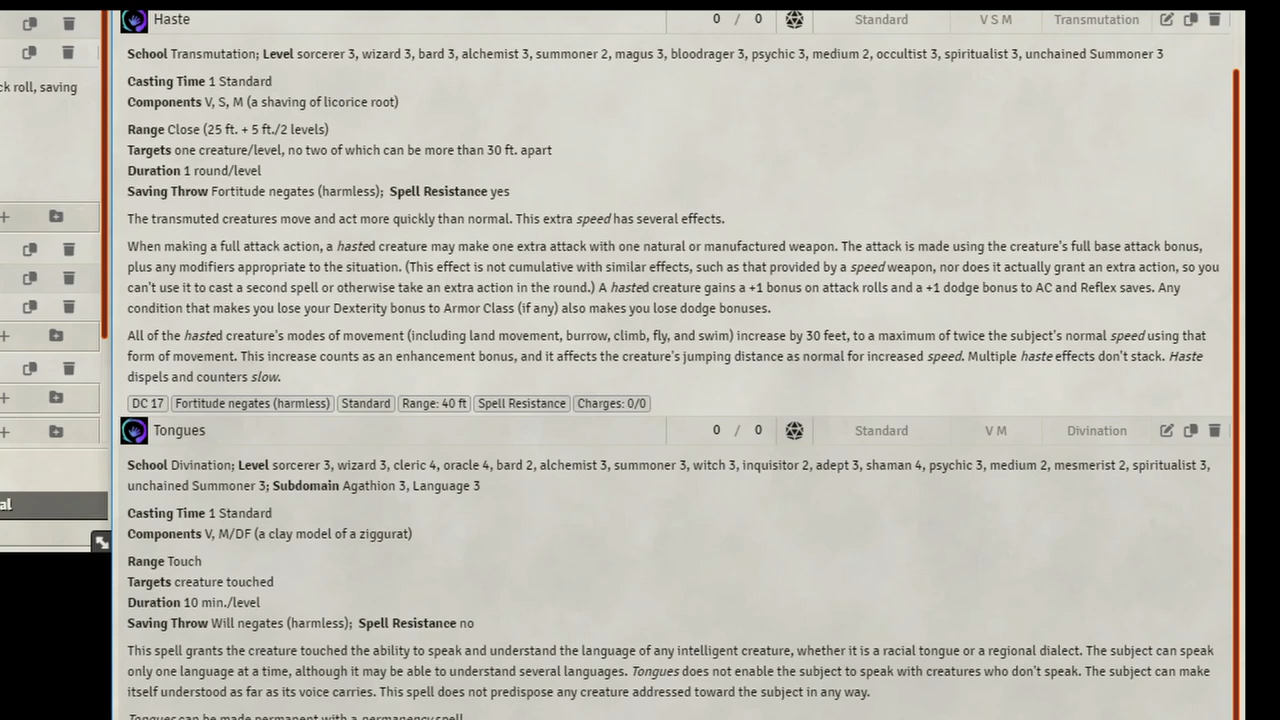 Haste 0 / 0 Standard V S M Transmutation
School Transmutation; Level sorcerer 3, wizard 3, bard 3, alchemist 3, summoner 2, magus 3, bloodrager 3, psychic 3, medium 2, occultist 3, spiritualist 3, unchained Summoner 3
ck roll, saving
Casting Time 1 Standard
Components V, S, M (a shaving of licorice root)
Range Close (25 ft. + 5 ft./2 levels)
Targets one creature/level, no two of which can be more than 30 ft. apart
Duration 1 round/level
Saving Throw Fortitude negates (harmless); Spell Resistance yes
The transmuted creatures move and act more quickly than normal. This extra speed has several effects.
When making a full attack action, a hasted creature may make one extra attack with one natural or manufactured weapon. The attack is made using the creature's full base attack bonus,
plus any modifiers appropriate to the situation. (This effect is not cumulative with similar effects, such as that provided by a speed weapon, nor does it actually grant an extra action, so you
can't use it to cast a second spell or otherwise take an extra action in the round.) A hasted creature gains a +1 bonus on attack rolls and a +1 dodge bonus to AC and Reflex saves. Any
condition that makes you lose your Dexterity bonus to Armor Class (if any) also makes you lose dodge bonuses.
All of the hasted creature's modes of movement (including land movement, burrow, climb, fly, and swim) increase by 30 feet, to a maximum of twice the subject's normal speed using that
form of movement. This increase counts as an enhancement bonus, and it affects the creature's jumping distance as normal for increased speed. Multiple haste effects don't stack. Haste
dispels and counters slow.
DC 17 Fortitude negates (harmless) Standard Range: 40 ft Spell Resistance Charges: 0/0
Tongues 0 / 0 Standard V M Divination
School Divination; Level sorcerer 3, wizard 3, cleric 4, oracle 4, bard 2, alchemist 3, summoner 3, witch 3, inquisitor 2, adept 3, shaman 4, psychic 3, medium 2, mesmerist 2, spiritualist 3,
unchained Summoner 3; Subdomain Agathion 3, Language 3
al
Casting Time 1 Standard
Components V, M/DF (a clay model of a ziggurat)
Range Touch
Targets creature touched
Duration 10 min./level
Saving Throw Will negates (harmless); Spell Resistance no
This spell grants the creature touched the ability to speak and understand the language of any intelligent creature, whether it is a racial tongue or a regional dialect. The subject can speak
only one language at a time, although it may be able to understand several languages. Tongues does not enable the subject to speak with creatures who don't speak. The subject can make
itself understood as far as its voice carries. This spell does not predispose any creature addressed toward the subject in any way.
Tongues can be made permanent with a permanency spell.